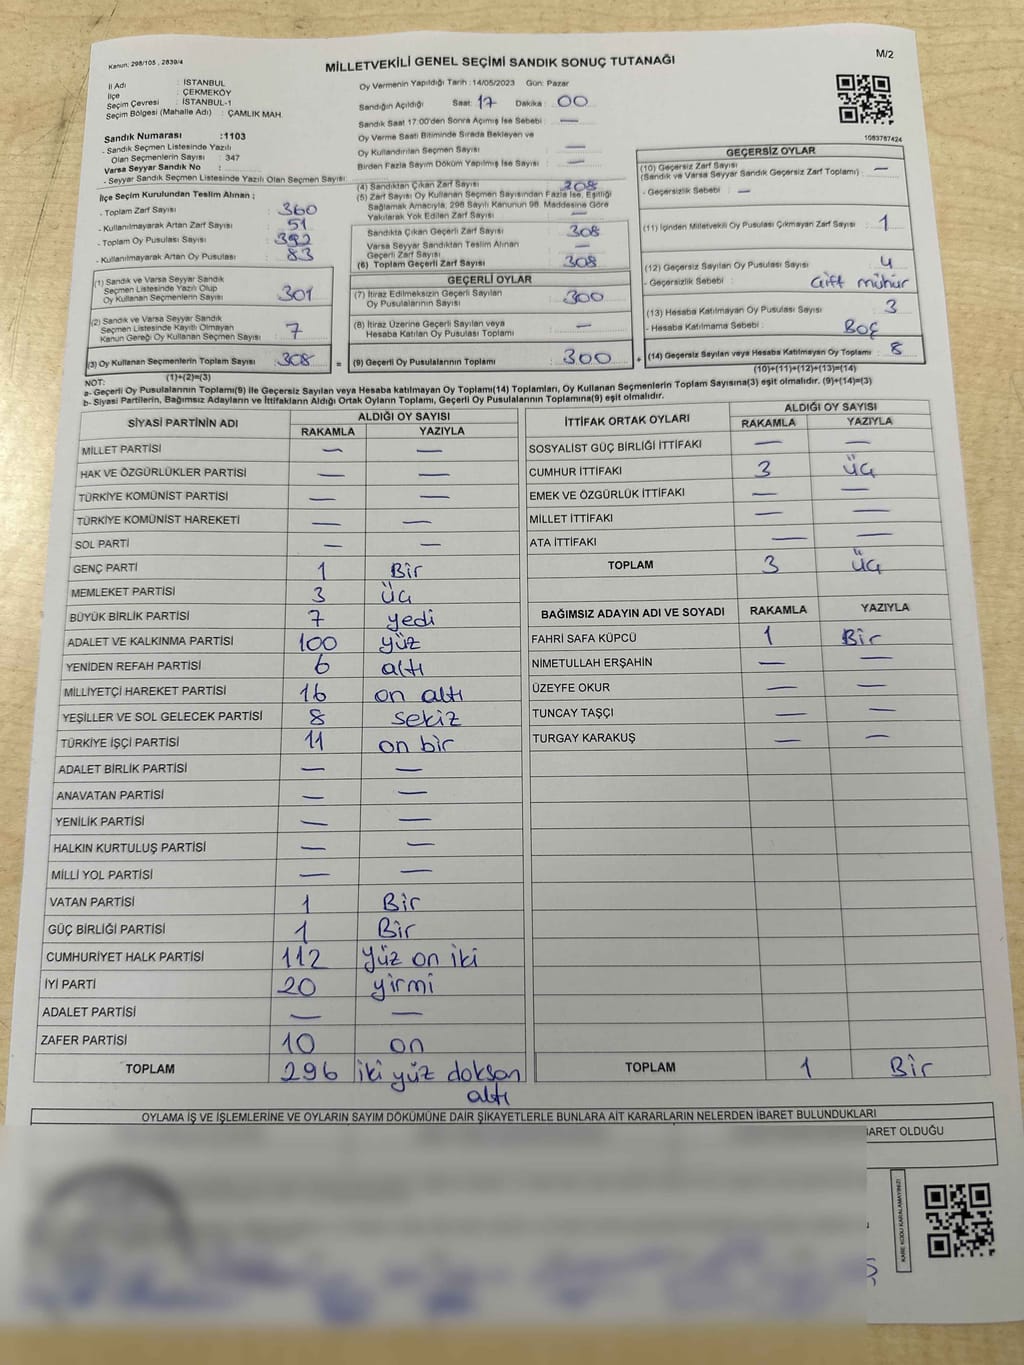 Kanun: 298/105 , 2839/4
MİLLETVEKİLİ GENEL SEÇİMİ SANDIK SONUÇ TUTANAĞI
M/2
İl Adı : İSTANBUL
İlçe : ÇEKMEKÖY
Seçim Çevresi : İSTANBUL-1
Seçim Bölgesi (Mahalle Adı) : ÇAMLIK MAH.
Sandık Numarası :1103
- Sandık Seçmen Listesinde Yazılı
Olan Seçmenlerin Sayısı : 347
Varsa Seyyar Sandık No :
- Seyyar Sandık Seçmen Listesinde Yazılı Olan Seçmen Sayısı:
İlçe Seçim Kurulundan Teslim Alınan ;
- Toplam Zarf Sayısı : 360
- Kullanılmayarak Artan Zarf Sayısı : 51
- Toplam Oy Pusulası Sayısı : 392
- Kullanılmayarak Artan Oy Pusulası : 83
(1) Sandık ve Varsa Seyyar Sandık
Seçmen Listesinde Yazılı Olup
Oy Kullanan Seçmenlerin Sayısı : 301
(2) Sandık ve Varsa Seyyar Sandık
Seçmen Listesinde Kayıtlı Olmayan
Kanun Gereği Oy Kullanan Seçmen Sayısı : 7
(3) Oy Kullanan Seçmenlerin Toplam Sayısı : 308
(1)+(2)=(3)
Oy Vermenin Yapıldığı Tarih : 14/05/2023 Gün: Pazar
Sandığın Açıldığı Saat: 17 Dakika : 00
Sandık Saat 17:00'den Sonra Açımış İse Sebebi : —
Oy Verme Saati Bitiminde Sırada Bekleyen ve
Oy Kullandırılan Seçmen Sayısı : —
Birden Fazla Sayım Döküm Yapılmış İse Sayısı : —
(4) Sandıktan Çıkan Zarf Sayısı : 308
(5) Zarf Sayısı Oy Kullanan Seçmen Sayısından Fazla İse, Eşitliği
Sağlamak Amacıyla, 298 Sayılı Kanunun 98. Maddesine Göre
Yakılarak Yok Edilen Zarf Sayısı : —
Sandıkta Çıkan Geçerli Zarf Sayısı : 308
Varsa Seyyar Sandıktan Teslim Alınan
Geçerli Zarf Sayısı : —
(6) Toplam Geçerli Zarf Sayısı : 308
GEÇERLİ OYLAR
(7) İtiraz Edilmeksizin Geçerli Sayılan
Oy Pusulalarının Sayısı : 300
(8) İtiraz Üzerine Geçerli Sayılan veya
Hesaba Katılan Oy Pusulası Toplamı : —
= (9) Geçerli Oy Pusulalarının Toplamı : 300 +
1083787424
GEÇERSİZ OYLAR
(10) Geçersiz Zarf Sayısı : —
(Sandık ve Varsa Seyyar Sandık Geçersiz Zarf Toplamı)
- Geçersizlik Sebebi : —
(11) İçinden Milletvekili Oy Pusulası Çıkmayan Zarf Sayısı : 1
(12) Geçersiz Sayılan Oy Pusulası Sayısı : 4
- Geçersizlik Sebebi : Çift mühür
(13) Hesaba Katılmayan Oy Pusulası Sayısı : 3
- Hesaba Katılmama Sebebi : Boş
(14) Geçersiz Sayılan veya Hesaba Katılmayan Oy Toplamı : 8
(10)+(11)+(12)+(13)=(14)
NOT:
a- Geçerli Oy Pusulalarının Toplamı(9) ile Geçersiz Sayılan veya Hesaba katılmayan Oy Toplamı(14) Toplamları, Oy Kullanan Seçmenlerin Toplam Sayısına(3) eşit olmalıdır. (9)+(14)=(3)
b- Siyasi Partilerin, Bağımsız Adayların ve İttifakların Aldığı Ortak Oyların Toplamı, Geçerli Oy Pusulalarının Toplamına(9) eşit olmalıdır.
SİYASİ PARTİNİN ADI ALDIĞI OY SAYISI
RAKAMLA YAZIYLA
MİLLET PARTİSİ — —
HAK VE ÖZGÜRLÜKLER PARTİSİ — —
TÜRKİYE KOMÜNİST PARTİSİ — —
TÜRKİYE KOMÜNİST HAREKETİ — —
SOL PARTİ — —
GENÇ PARTİ 1 Bir
MEMLEKET PARTİSİ 3 üç
BÜYÜK BİRLİK PARTİSİ 7 yedi
ADALET VE KALKINMA PARTİSİ 100 yüz
YENİDEN REFAH PARTİSİ 6 altı
MİLLİYETÇİ HAREKET PARTİSİ 16 on altı
YEŞİLLER VE SOL GELECEK PARTİSİ 8 sekiz
TÜRKİYE İŞÇİ PARTİSİ 11 on bir
ADALET BİRLİK PARTİSİ — —
ANAVATAN PARTİSİ — —
YENİLİK PARTİSİ — —
HALKIN KURTULUŞ PARTİSİ — —
MİLLİ YOL PARTİSİ — —
VATAN PARTİSİ 1 Bir
GÜÇ BİRLİĞİ PARTİSİ 1 Bir
CUMHURİYET HALK PARTİSİ 112 yüz on iki
İYİ PARTİ 20 yirmi
ADALET PARTİSİ — —
ZAFER PARTİSİ 10 on
TOPLAM 296 iki yüz doksan
altı
İTTİFAK ORTAK OYLARI ALDIĞI OY SAYISI
RAKAMLA YAZIYLA
SOSYALİST GÜÇ BİRLİĞİ İTTİFAKI — —
CUMHUR İTTİFAKI 3 üç
EMEK VE ÖZGÜRLÜK İTTİFAKI — —
MİLLET İTTİFAKI — —
ATA İTTİFAKI — —
TOPLAM 3 üç
BAĞIMSIZ ADAYIN ADI VE SOYADI RAKAMLA YAZIYLA
FAHRİ SAFA KÜPCÜ 1 Bir
NİMETULLAH ERŞAHİN — —
ÜZEYFE OKUR — —
TUNCAY TAŞÇI — —
TURGAY KARAKUŞ — —
TOPLAM 1 Bir
OYLAMA İŞ VE İŞLEMLERİNE VE OYLARIN SAYIM DÖKÜMÜNE DAİR ŞİKAYETLERLE BUNLARA AİT KARARLARIN NELERDEN İBARET BULUNDUKLARI
OLDUĞU
KARE KODU KARALAMAYINIZ!